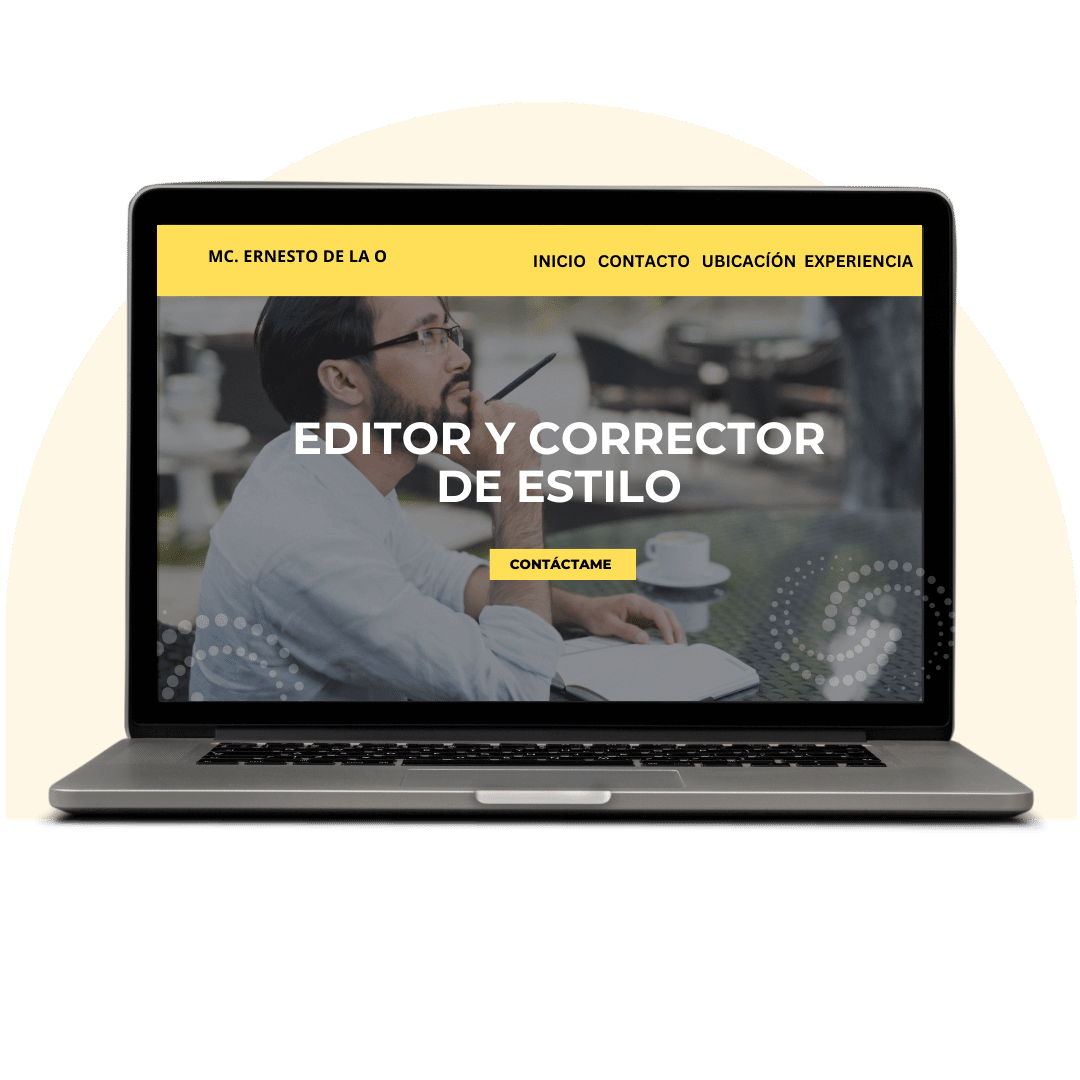 MC. ERNESTO DE LA O
INICIO CONTACTO UBICACÍÓN EXPERIENCIA
EDITOR Y CORRECTOR
DE ESTILO
CONTÁCTAME